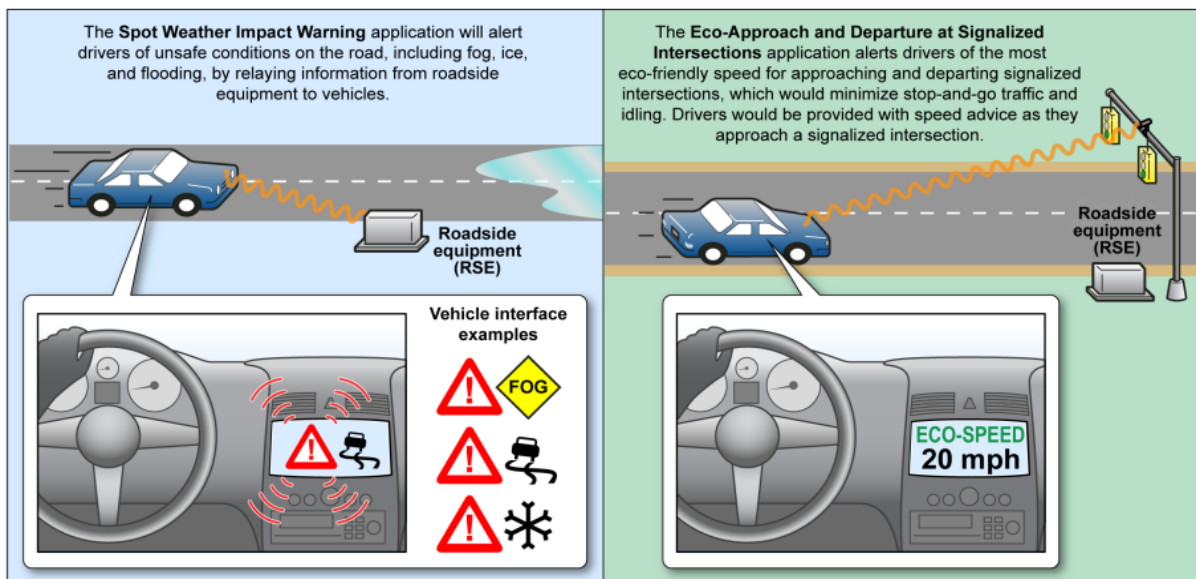 The Spot Weather Impact Warning application will alert
drivers of unsafe conditions on the road, including fog, ice,
and flooding, by relaying information from roadside
equipment to vehicles.
Roadside
equipment
(RSE)
Vehicle interface
examples
FOG
The Eco-Approach and Departure at Signalized
Intersections application alerts drivers of the most
eco-friendly speed for approaching and departing signalized
intersections, which would minimize stop-and-go traffic and
idling. Drivers would be provided with speed advice as they
approach a signalized intersection.
Roadside
equipment
(RSE)
ECO-SPEED
20 mph